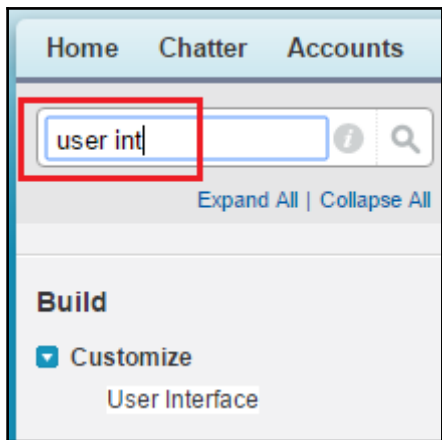 Home Chatter Accounts
user int
Expand All | Collapse All
Build
Customize
User Interface